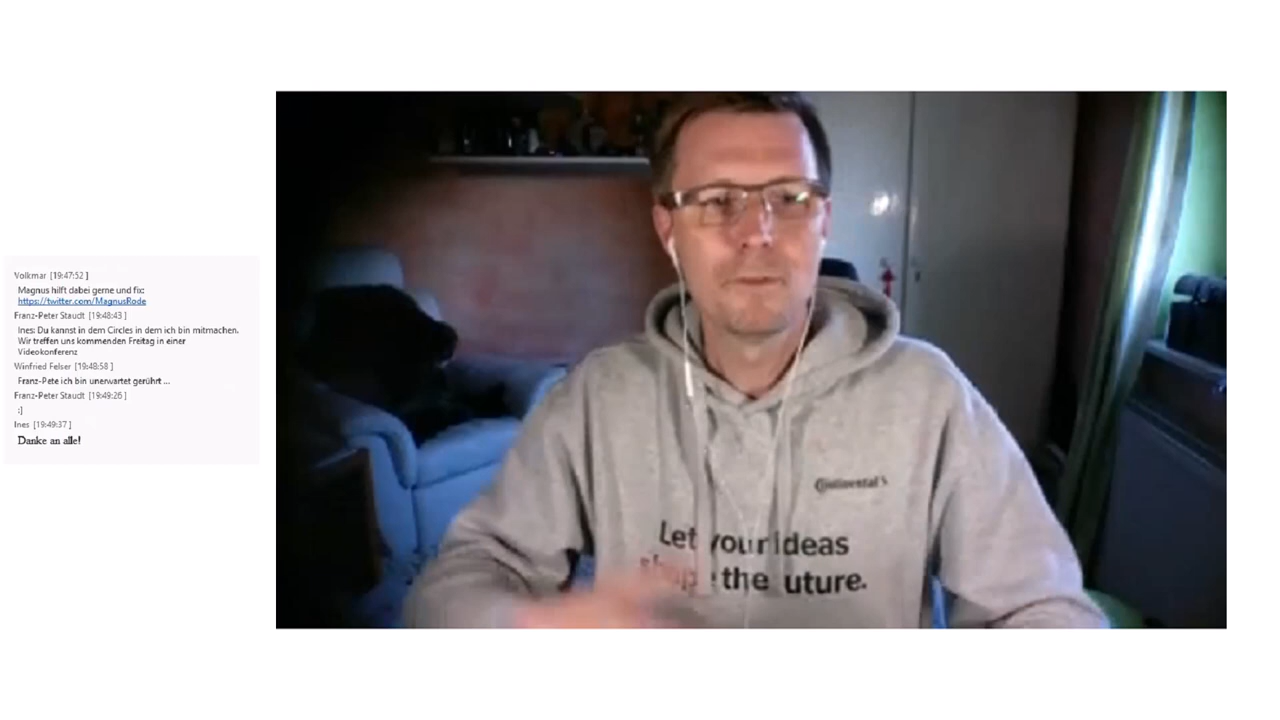 Volkmar [19:47:52 ]
Magnus hilft dabei gerne und fix:
https://twitter.com/MagnusRode
Franz-Peter Staudt [19:48:43 ]
Ines: Du kannst in dem Circles in dem ich bin mitmachen.
Wir treffen uns kommenden Freitag in einer
Videokonferenz
Winfried Felser [19:48:58 ]
Franz-Pete ich bin unerwartet gerührt ...
Franz-Peter Staudt [19:49:26 ]
:]
Ines [19:49:37 ]
Danke an alle!
Continental
Let your ideas
shape the future.